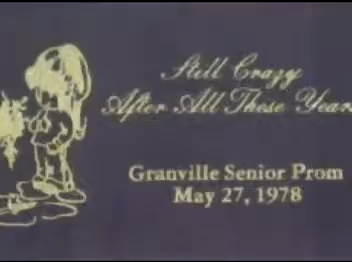 Still Crazy
After All These Years
Granville Senior Prom
May 27, 1978